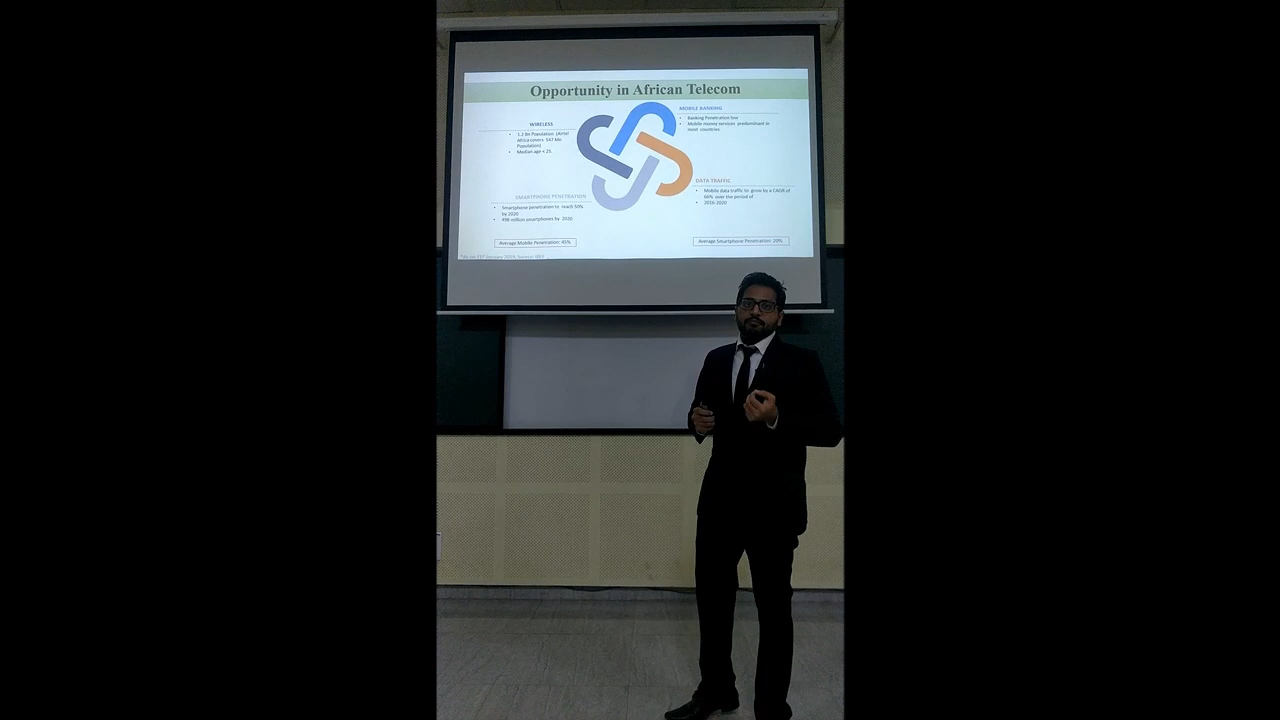 Opportunity in African Telecom
MOBILE BANKING
• Banking Penetration low
• Mobile money services predominant in
most countries
WIRELESS
• 1.2 Bn Population (Airtel
Africa covers 547 Mn
Population)
• Median age < 25.
DATA TRAFFIC
• Mobile data traffic to grow by a CAGR of
66% over the period of
• 2016-2020
SMARTPHONE PENETRATION
• Smartphone penetration to reach 50%
by 2020
• 498 million smartphones by 2020
Average Mobile Penetration: 45%
Average Smartphone Penetration: 20%